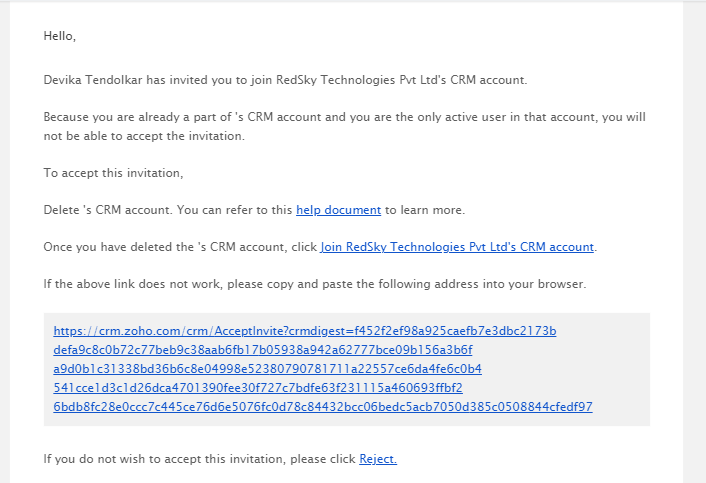 Hello,
Devika Tendolkar has invited you to join RedSky Technologies Pvt Ltd's CRM account.
Because you are already a part of 's CRM account and you are the only active user in that account, you will
not be able to accept the invitation.
To accept this invitation,
Delete 's CRM account. You can refer to this help document to learn more.
Once you have deleted the 's CRM account, click Join RedSky Technologies Pvt Ltd's CRM account.
If the above link does not work, please copy and paste the following address into your browser.
https://crm.zoho.com/crm/AcceptInvite?crmdigest=f452f2ef98a925caefb7e3dbc2173b
defa9c8c0b72c77beb9c38aab6fb17b05938a942a62777bce09b156a3b6f
a9d0b1c31338bd36b6c8e04998e52380790781711a22557ce6da4fe6c0b4
541cce1d3c1d26dca4701390fee30f727c7bdfe63f231115a460693ffbf2
6bdb8fc28e0ccc7c445ce76d6e5076fc0d78c84432bcc06bedc5acb7050d385c0508844cfedf97
If you do not wish to accept this invitation, please click Reject.